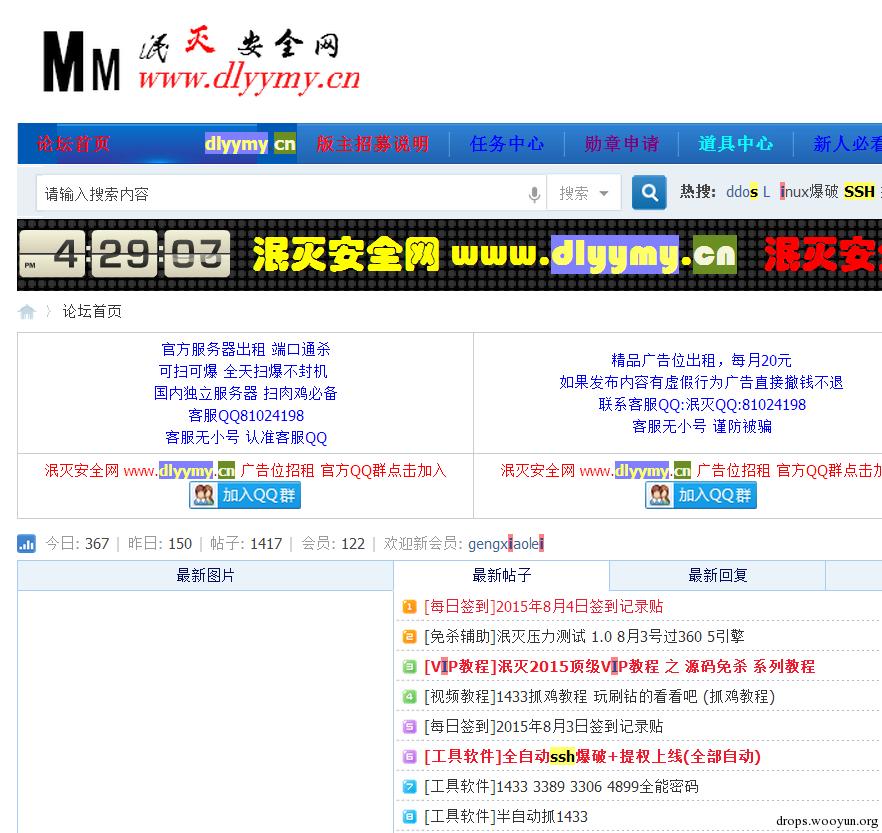 MM 泯灭安全网
www.dlyymy.cn
论坛首页 dlyymy cn 版主招募说明 任务中心 勋章申请 道具中心 新人必看
请输入搜索内容 搜索 热搜: ddos L inux爆破 SSH
PM 4:29:07 泯灭安全网 www.dlyymy.cn 泯灭安全
论坛首页
官方服务器出租 端口通杀
可扫可爆 全天扫爆不封机
国内独立服务器 扫肉鸡必备
客服QQ81024198
客服无小号 认准客服QQ
精品广告位出租，每月20元
如果发布内容有虚假行为广告直接撤钱不退
联系客服QQ:泯灭QQ:81024198
客服无小号 谨防被骗
泯灭安全网 www.dlyymy.cn 广告位招租 官方QQ群点击加入
加入QQ群
泯灭安全网 www.dlyymy.cn 广告位招租 官方QQ群点击加
加入QQ群
今日: 367 | 昨日: 150 | 帖子: 1417 | 会员: 122 | 欢迎新会员: gengxiaolei
最新图片 最新帖子 最新回复
1 [每日签到]2015年8月4日签到记录贴
2 [免杀辅助]泯灭压力测试 1.0 8月3号过360 5引擎
3 [VIP教程]泯灭2015顶级VIP教程 之 源码免杀 系列教程
4 [视频教程]1433抓鸡教程 玩刷钻的看看吧 (抓鸡教程)
5 [每日签到]2015年8月3日签到记录贴
6 [工具软件]全自动ssh爆破+提权上线(全部自动)
7 [工具软件]1433 3389 3306 4899全能密码
8 [工具软件]半自动抓1433
drops.wooyun.org